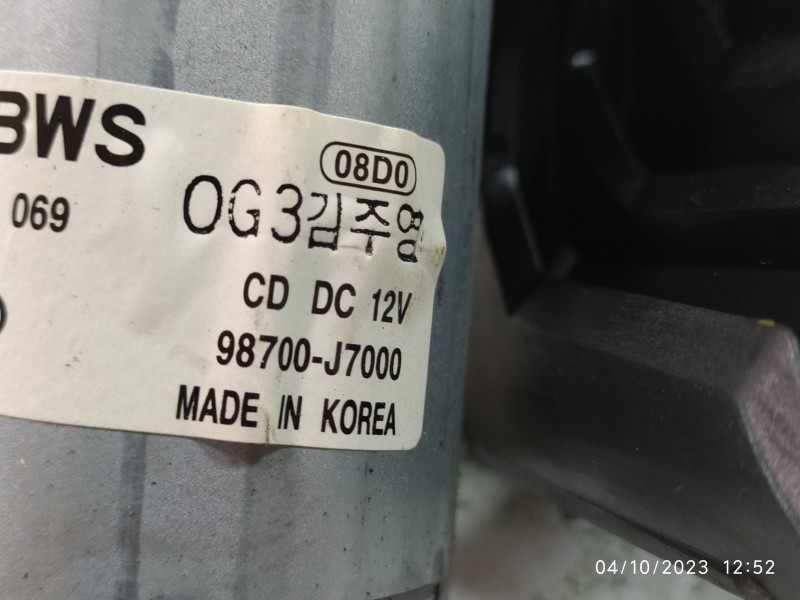 BWS
08D0
069
OG3김주영
CD DC 12V
98700-J7000
MADE IN KOREA
04/10/2023 12:52